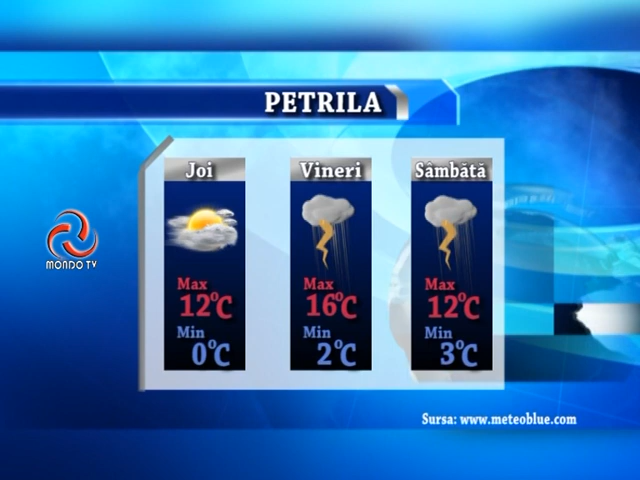 PETRILA
Joi
Max
12°C
Min
0°C
Vineri
Max
16°C
Min
2°C
Sâmbătă
Max
12°C
Min
3°C
MONDO TV
Sursa: www.meteoblue.com